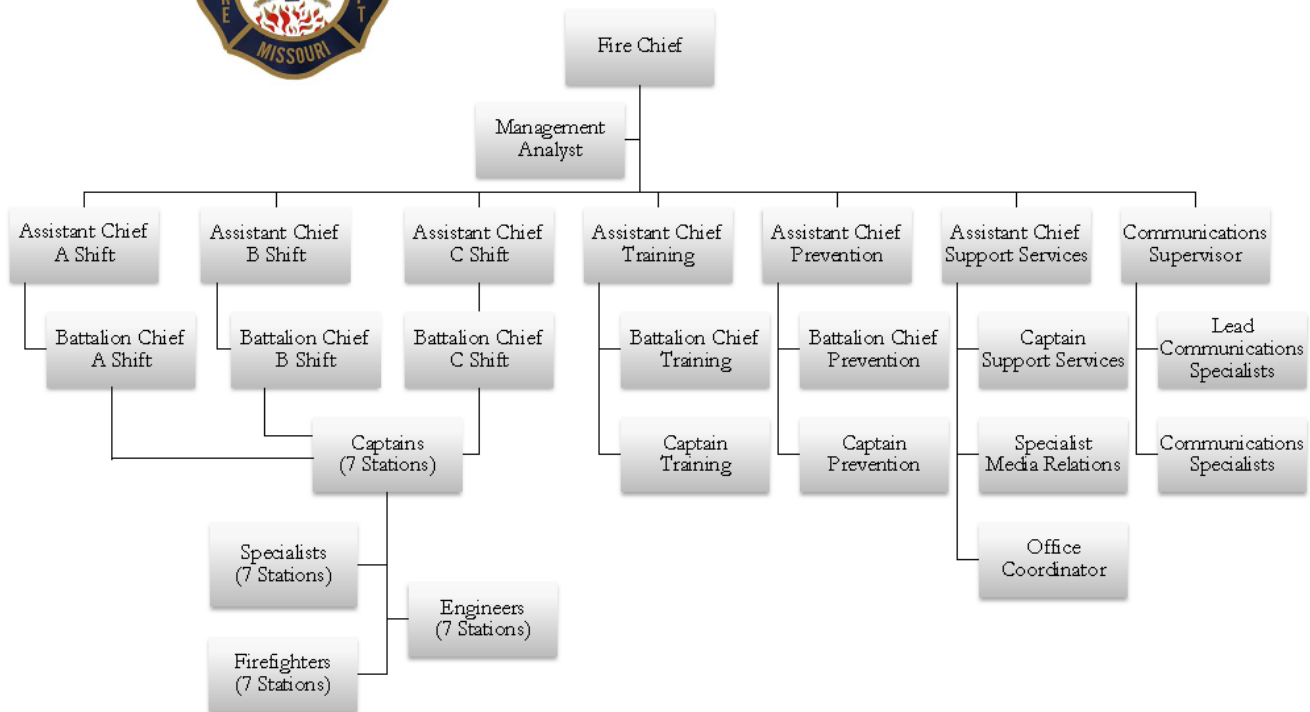 MISSOURI
Fire Chief
Management
Analyst
Assistant Chief
A Shift
Assistant Chief
B Shift
Assistant Chief
C Shift
Assistant Chief
Training
Assistant Chief
Prevention
Assistant Chief
Support Services
Communications
Supervisor
Battalion Chief
A Shift
Battalion Chief
B Shift
Battalion Chief
C Shift
Battalion Chief
Training
Battalion Chief
Prevention
Captain
Support Services
Lead
Communications
Specialists
Captains
(7 Stations)
Captain
Training
Captain
Prevention
Specialist
Media Relations
Communications
Specialists
Specialists
(7 Stations)
Office
Coordinator
Engineers
(7 Stations)
Firefighters
(7 Stations)